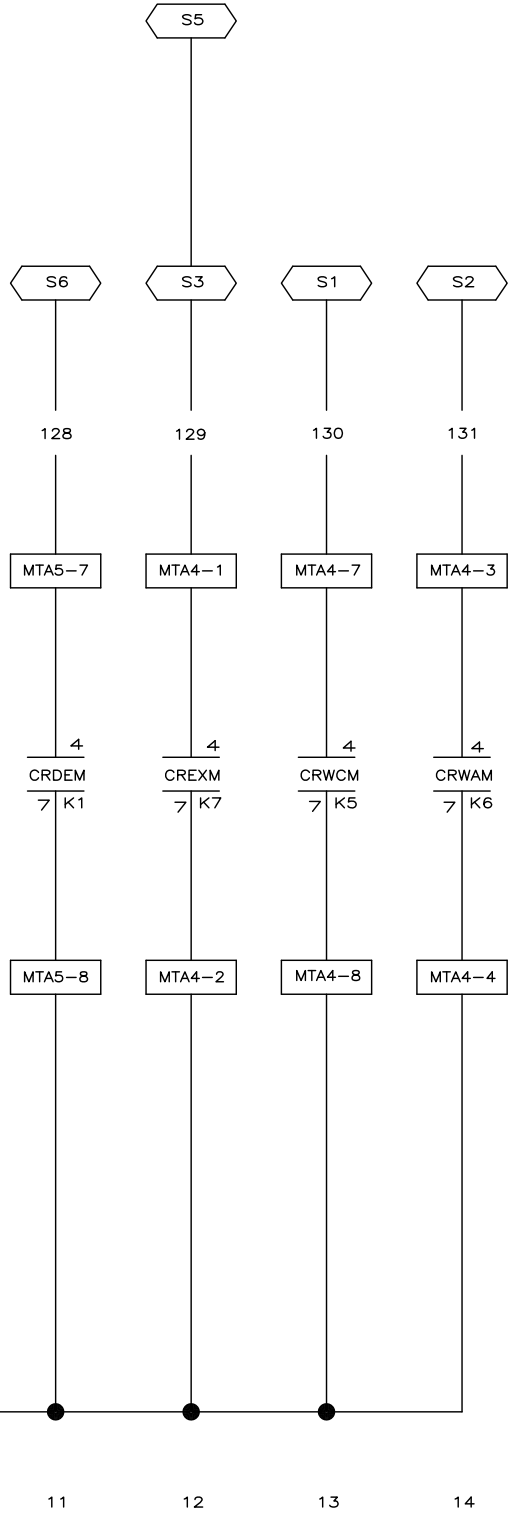 S5
S6 S3 S1 S2
128 129 130 131
MTA5-7 MTA4-1 MTA4-7 MTA4-3
4 4 4 4
CRDEM CREXM CRWCM CRWAM
7 K1 7 K7 7 K5 7 K6
MTA5-8 MTA4-2 MTA4-8 MTA4-4
11 12 13 14